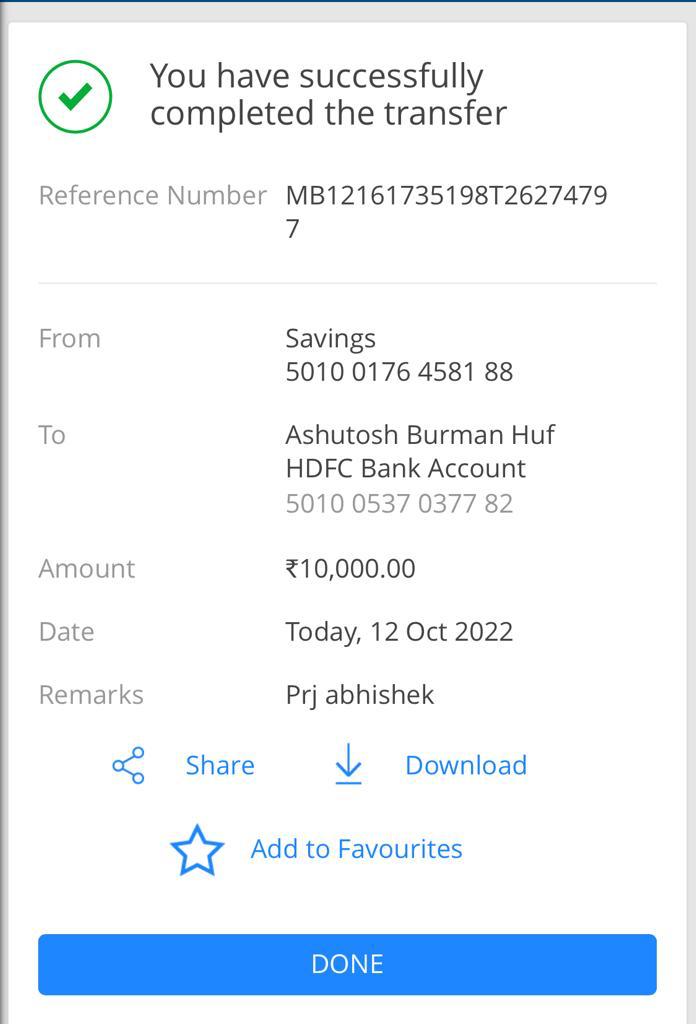 You have successfully
completed the transfer
Reference Number MB12161735198T2627479
7
From Savings
5010 0176 4581 88
To Ashutosh Burman Huf
HDFC Bank Account
5010 0537 0377 82
Amount ₹10,000.00
Date Today, 12 Oct 2022
Remarks Prj abhishek
Share Download
Add to Favourites
DONE